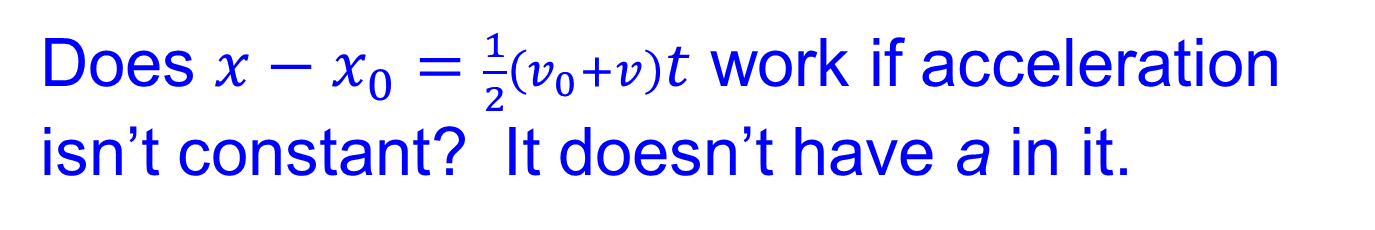 Does x − x₀ = ½(v₀+v)t work if acceleration
isn’t constant?  It doesn’t have a in it.